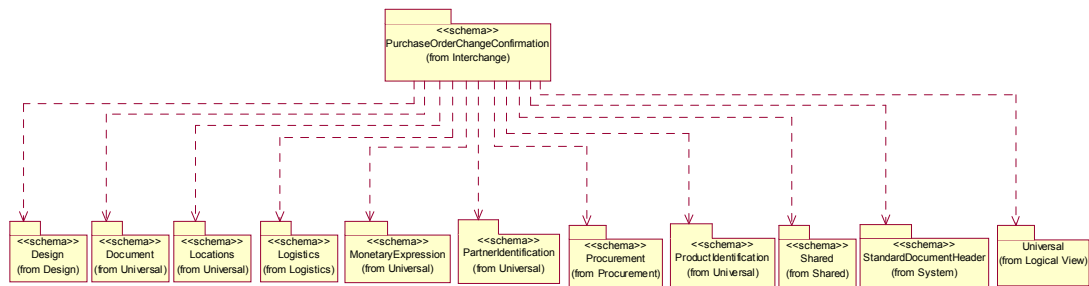 <<schema>>
PurchaseOrderChangeConfirmation
(from Interchange)
<<schema>>
Design
(from Design)
<<schema>>
Document
(from Universal)
<<schema>>
Locations
(from Universal)
<<schema>>
Logistics
(from Logistics)
<<schema>>
MonetaryExpression
(from Universal)
<<schema>>
PartnerIdentification
(from Universal)
<<schema>>
Procurement
(from Procurement)
<<schema>>
ProductIdentification
(from Universal)
<<schema>>
Shared
(from Shared)
<<schema>>
StandardDocumentHeader
(from System)
Universal
(from Logical View)